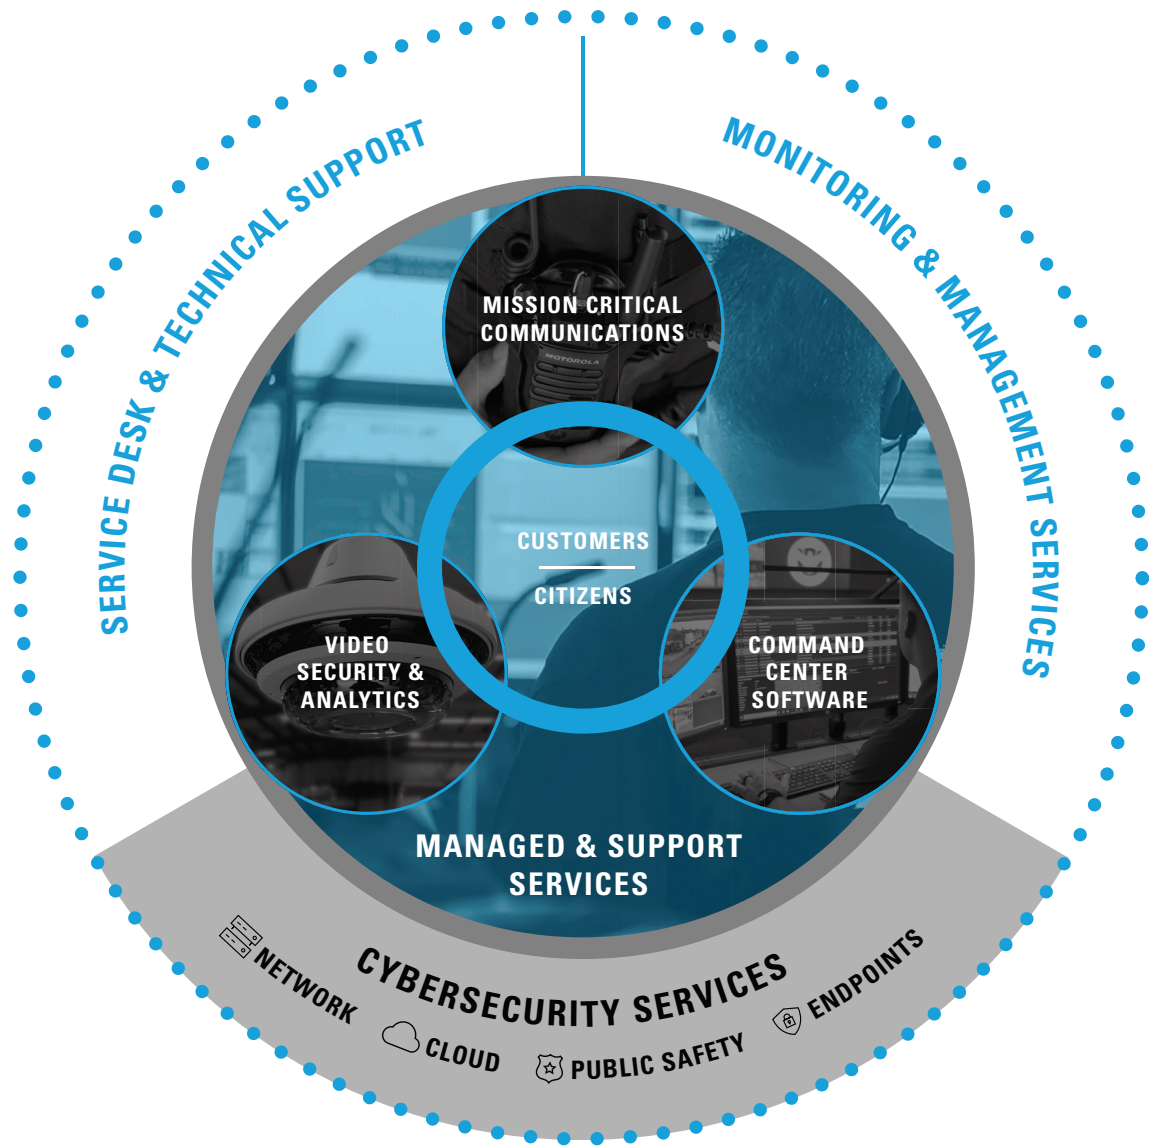 SERVICE DESK & TECHNICAL SUPPORT
MONITORING & MANAGEMENT SERVICES
MISSION CRITICAL
COMMUNICATIONS
MOTOROLA
CUSTOMERS
CITIZENS
VIDEO
SECURITY &
ANALYTICS
COMMAND
CENTER
SOFTWARE
MANAGED & SUPPORT
SERVICES
CYBERSECURITY SERVICES
NETWORK
CLOUD
PUBLIC SAFETY
ENDPOINTS